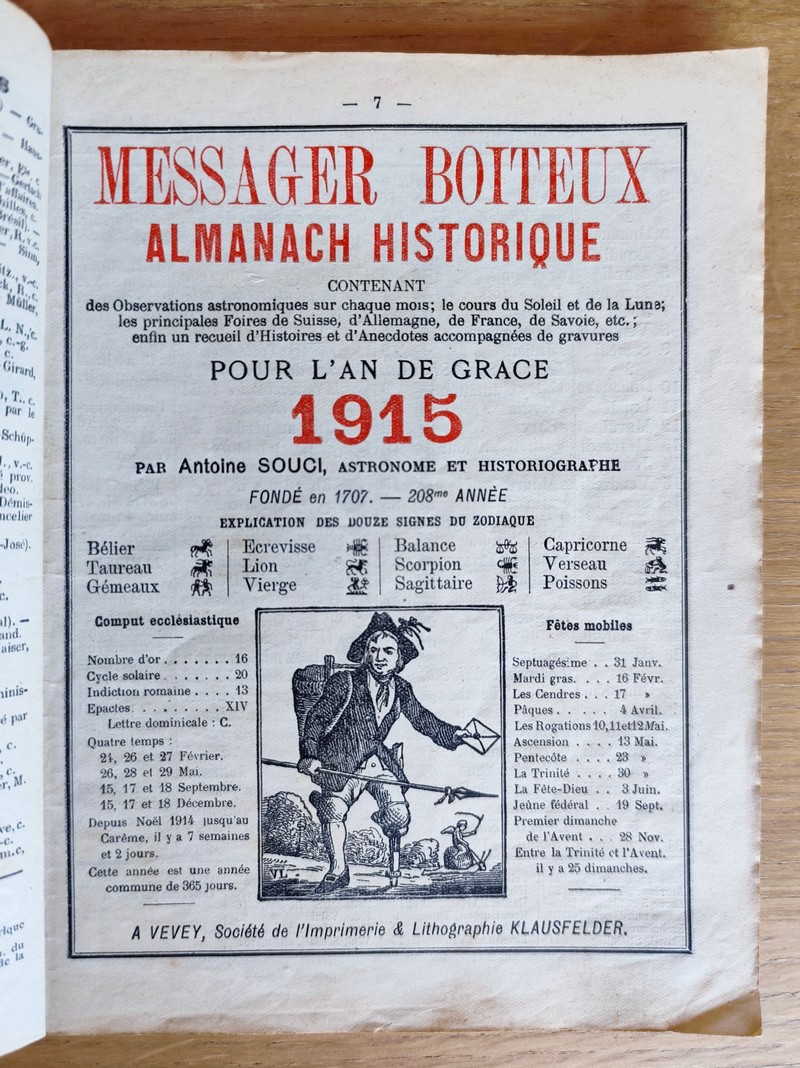 — 7 —
MESSAGER BOITEUX
ALMANACH HISTORIQUE
CONTENANT
des Observations astronomiques sur chaque mois; le cours du Soleil et de la Lune;
les principales Foires de Suisse, d'Allemagne, de France, de Savoie, etc.;
enfin un recueil d'Histoires et d'Anecdotes accompagnées de gravures
POUR L'AN DE GRACE
1915
PAR Antoine SOUCI, ASTRONOME ET HISTORIOGRAPHE
FONDÉ en 1707. — 208me ANNÉE
EXPLICATION DES DOUZE SIGNES DU ZODIAQUE
Bélier
Taureau
Gémeaux
Ecrevisse
Lion
Vierge
Balance
Scorpion
Sagittaire
Capricorne
Verseau
Poissons
Comput ecclésiastique
Nombre d'or . . . . . . . 16
Cycle solaire . . . . . . . 20
Indiction romaine . . . . 13
Epactes. . . . . . . . . XIV
Lettre dominicale : C.
Quatre temps :
24, 26 et 27 Février.
26, 28 et 29 Mai.
15, 17 et 18 Septembre.
15, 17 et 18 Décembre.
Depuis Noël 1914 jusqu'au
Carême, il y a 7 semaines
et 2 jours.
Cette année est une année
commune de 365 jours.
VL
Fêtes mobiles
Septuagésime . . 31 Janv.
Mardi gras. . . . 16 Févr.
Les Cendres . . . 17 »
Pâques . . . . . . 4 Avril.
Les Rogations 10, 11 et 12 Mai.
Ascension . . . . 13 Mai.
Pentecôte . . . . 23 »
La Trinité . . . . 30 »
La Fête-Dieu . . 3 Juin.
Jeûne fédéral . . 19 Sept.
Premier dimanche
de l'Avent . . 28 Nov.
Entre la Trinité et l'Avent.
il y a 25 dimanches.
A VEVEY, Société de l'Imprimerie & Lithographie KLAUSFELDER.